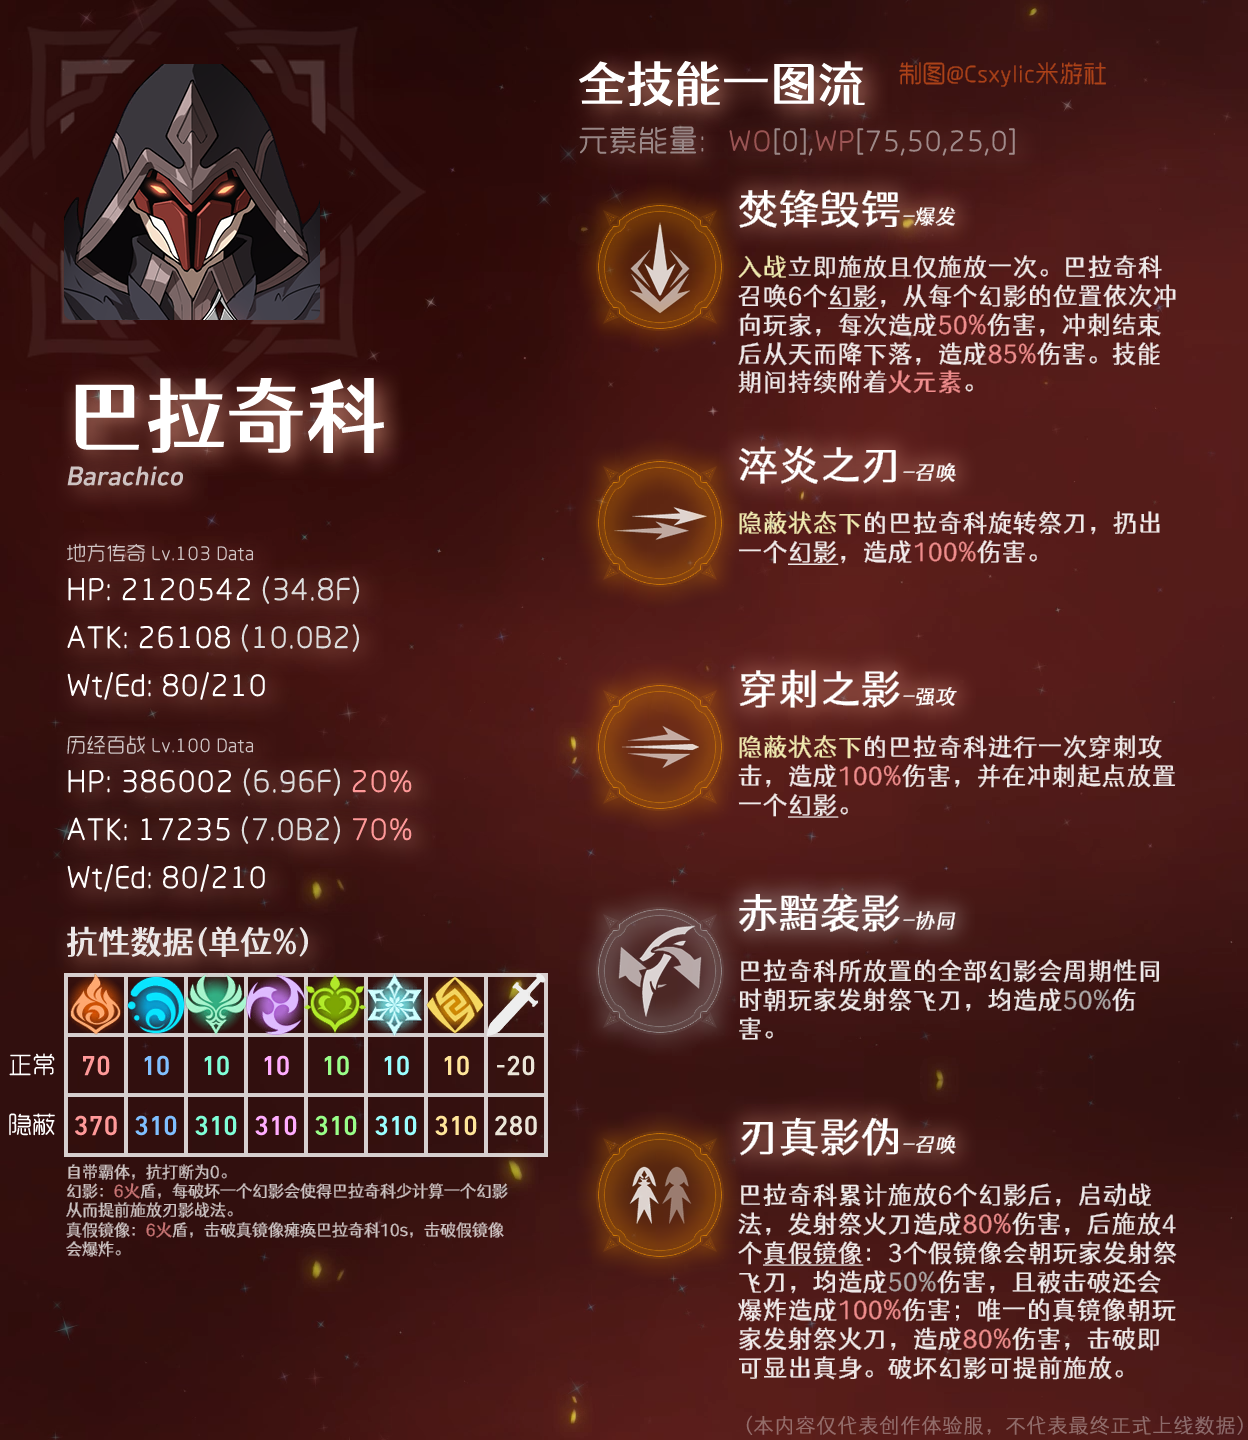 全技能一图流
制图@Csxylic米游社
元素能量: WO[0],WP[75,50,25,0]
巴拉奇科
Barachico
地方传奇 Lv.103 Data
HP: 2120542 (34.8F)
ATK: 26108 (10.0B2)
Wt/Ed: 80/210
历经百战 Lv.100 Data
HP: 386002 (6.96F) 20%
ATK: 17235 (7.0B2) 70%
Wt/Ed: 80/210
抗性数据(单位%)
正常 70 10 10 10 10 10 10 -20
隐蔽 370 310 310 310 310 310 310 280
自带霸体，抗打断为0。
幻影：6火盾，每破坏一个幻影会使得巴拉奇科少计算一个幻影
从而提前施放刃影战法。
真假镜像：6火盾，击破真镜像瘫痪巴拉奇科10s，击破假镜像
会爆炸。
焚锋毁锷–爆发
入战立即施放且仅施放一次。巴拉奇科
召唤6个幻影，从每个幻影的位置依次冲
向玩家，每次造成50%伤害，冲刺结束
后从天而降下落，造成85%伤害。技能
期间持续附着火元素。
淬炎之刃–召唤
隐蔽状态下的巴拉奇科旋转祭刀，扔出
一个幻影，造成100%伤害。
穿刺之影–强攻
隐蔽状态下的巴拉奇科进行一次穿刺攻
击，造成100%伤害，并在冲刺起点放置
一个幻影。
赤黯袭影–协同
巴拉奇科所放置的全部幻影会周期性同
时朝玩家发射祭飞刀，均造成50%伤
害。
刃真影伪–召唤
巴拉奇科累计施放6个幻影后，启动战
法，发射祭火刀造成80%伤害，后施放4
个真假镜像：3个假镜像会朝玩家发射祭
飞刀，均造成50%伤害，且被击破还会
爆炸造成100%伤害；唯一的真镜像朝玩
家发射祭火刀，造成80%伤害，击破即
可显出真身。破坏幻影可提前施放。
（本内容仅代表创作体验服，不代表最终正式上线数据）